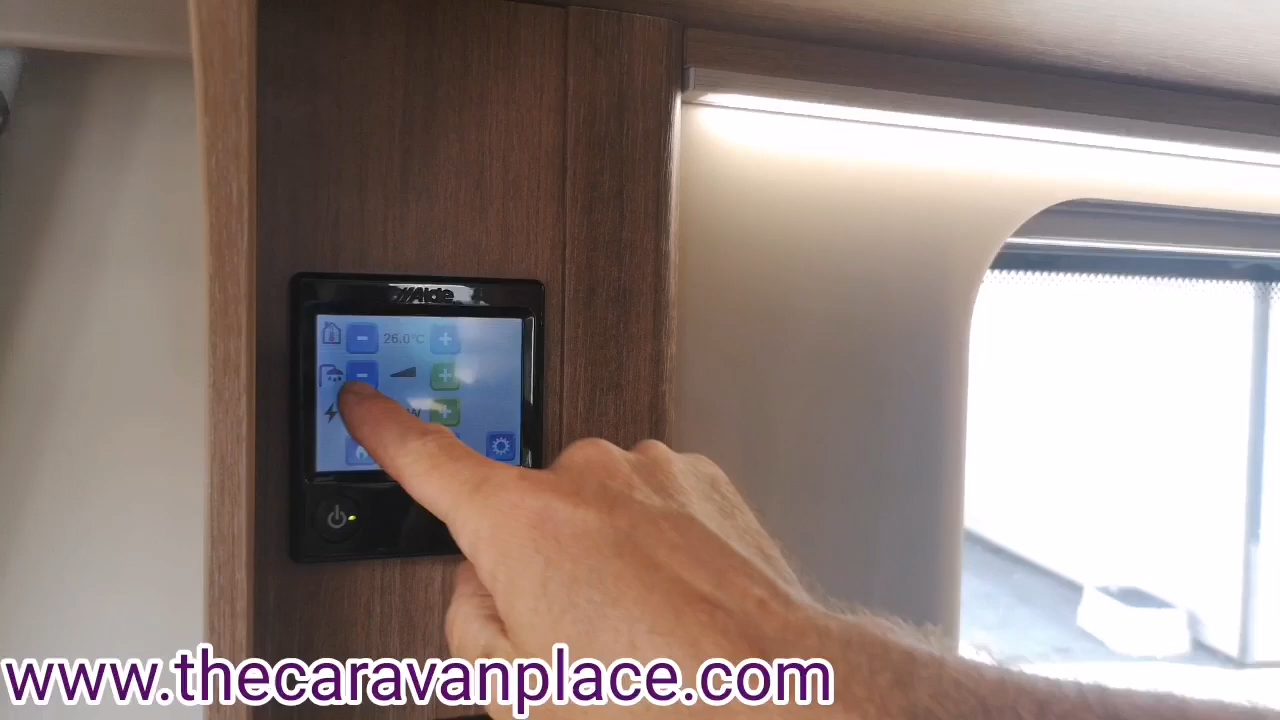 Alde
- 26.0°C +
- +
W +
www.thecaravanplace.com